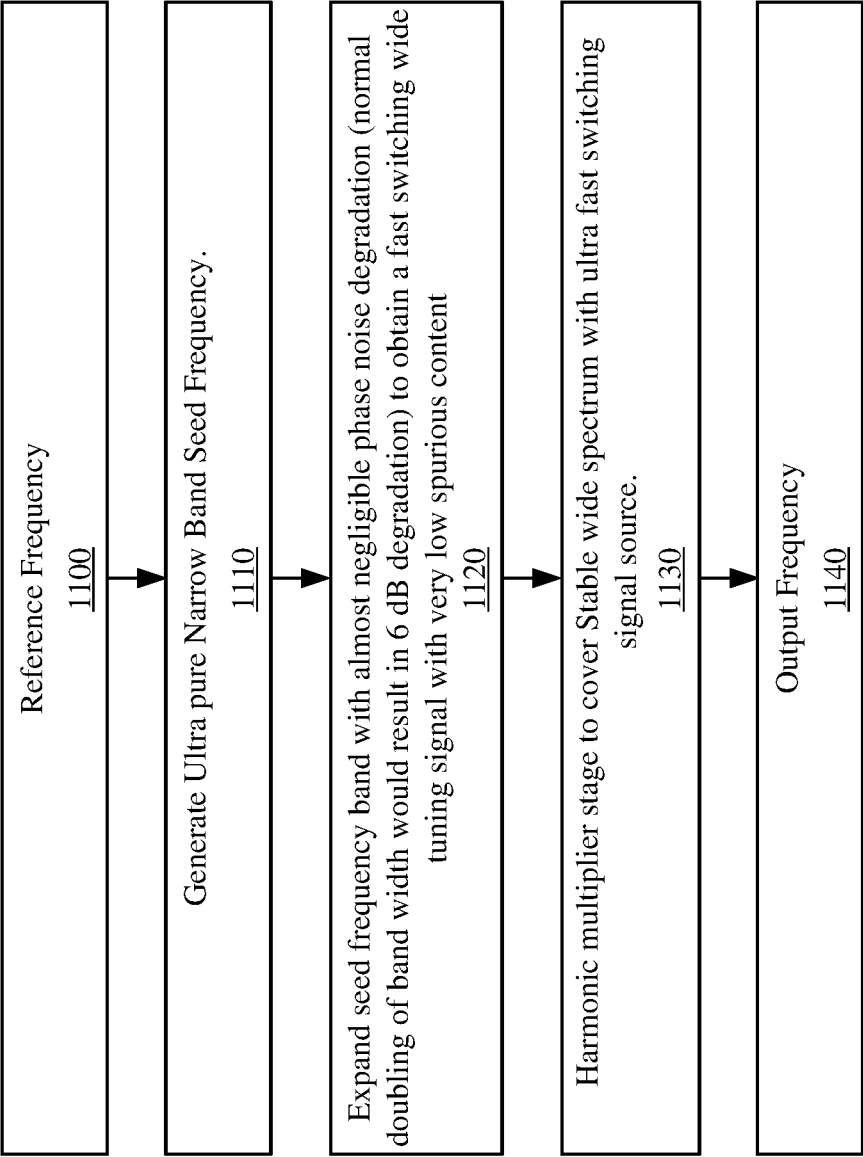 Reference Frequency
1100
Generate Ultra pure Narrow Band Seed Frequency.
1110
Expand seed frequency band with almost negligible phase noise degradation (normal
doubling of band width would result in 6 dB degradation) to obtain a fast switching wide
tuning signal with very low spurious content
1120
Harmonic multiplier stage to cover Stable wide spectrum with ultra fast switching
signal source.
1130
Output Frequency
1140